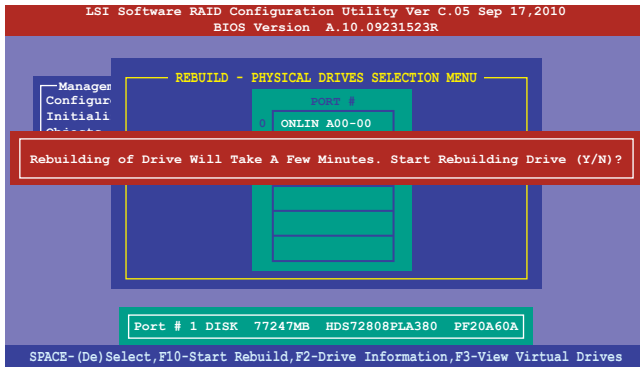 LSI Software RAID Configuration Utility Ver C.05 Sep 17,2010
BIOS Version A.10.09231523R
REBUILD - PHYSICAL DRIVES SELECTION MENU
Managem
Configur
PORT #
Initiali
0 ONLIN A00-00
Objects
Rebuilding of Drive Will Take A Few Minutes. Start Rebuilding Drive (Y/N)?
Port # 1 DISK 77247MB HDS72808PLA380 PF20A60A
SPACE-(De)Select,F10-Start Rebuild,F2-Drive Information,F3-View Virtual Drives